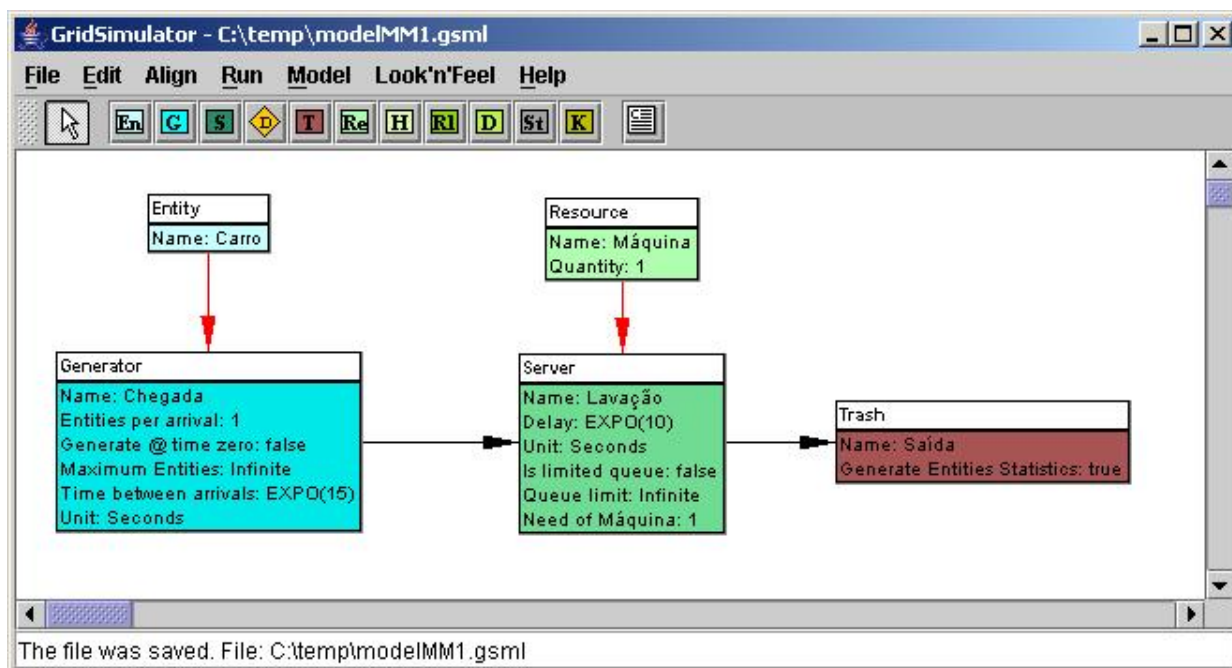 GridSimulator - C:\temp\modelMM1.gsml
File Edit Align Run Model Look'n'Feel Help
En G S D T Re H Rl D St K
Entity
Name: Carro
Resource
Name: Máquina
Quantity: 1
Generator
Name: Chegada
Entities per arrival: 1
Generate @ time zero: false
Maximum Entities: Infinite
Time between arrivals: EXPO(15)
Unit: Seconds
Server
Name: Lavação
Delay: EXPO(10)
Unit: Seconds
Is limited queue: false
Queue limit: Infinite
Need of Máquina: 1
Trash
Name: Saída
Generate Entities Statistics: true
The file was saved. File: C:\temp\modelMM1.gsml